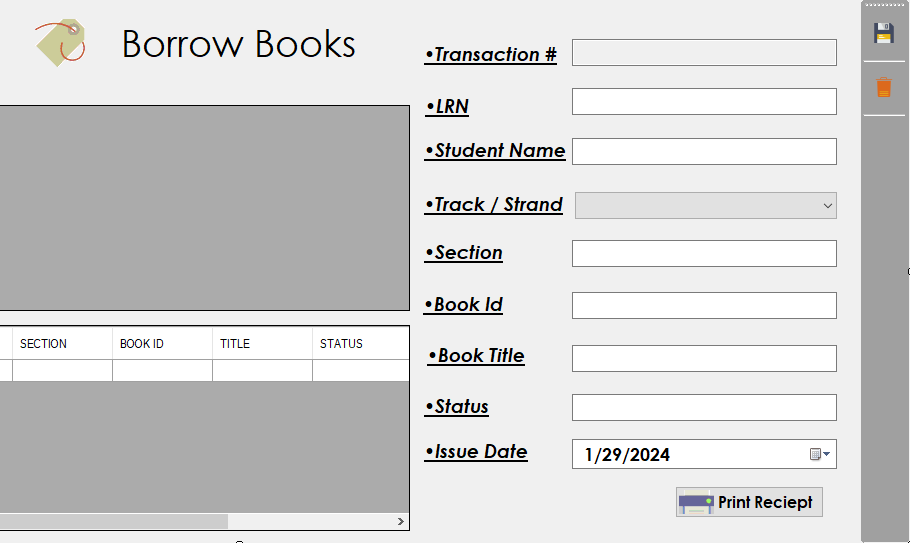 Borrow Books
•Transaction #
•LRN
•Student Name
•Track / Strand
•Section
•Book Id
•Book Title
•Status
•Issue Date
1/29/2024
Print Reciept
SECTION BOOK ID TITLE STATUS